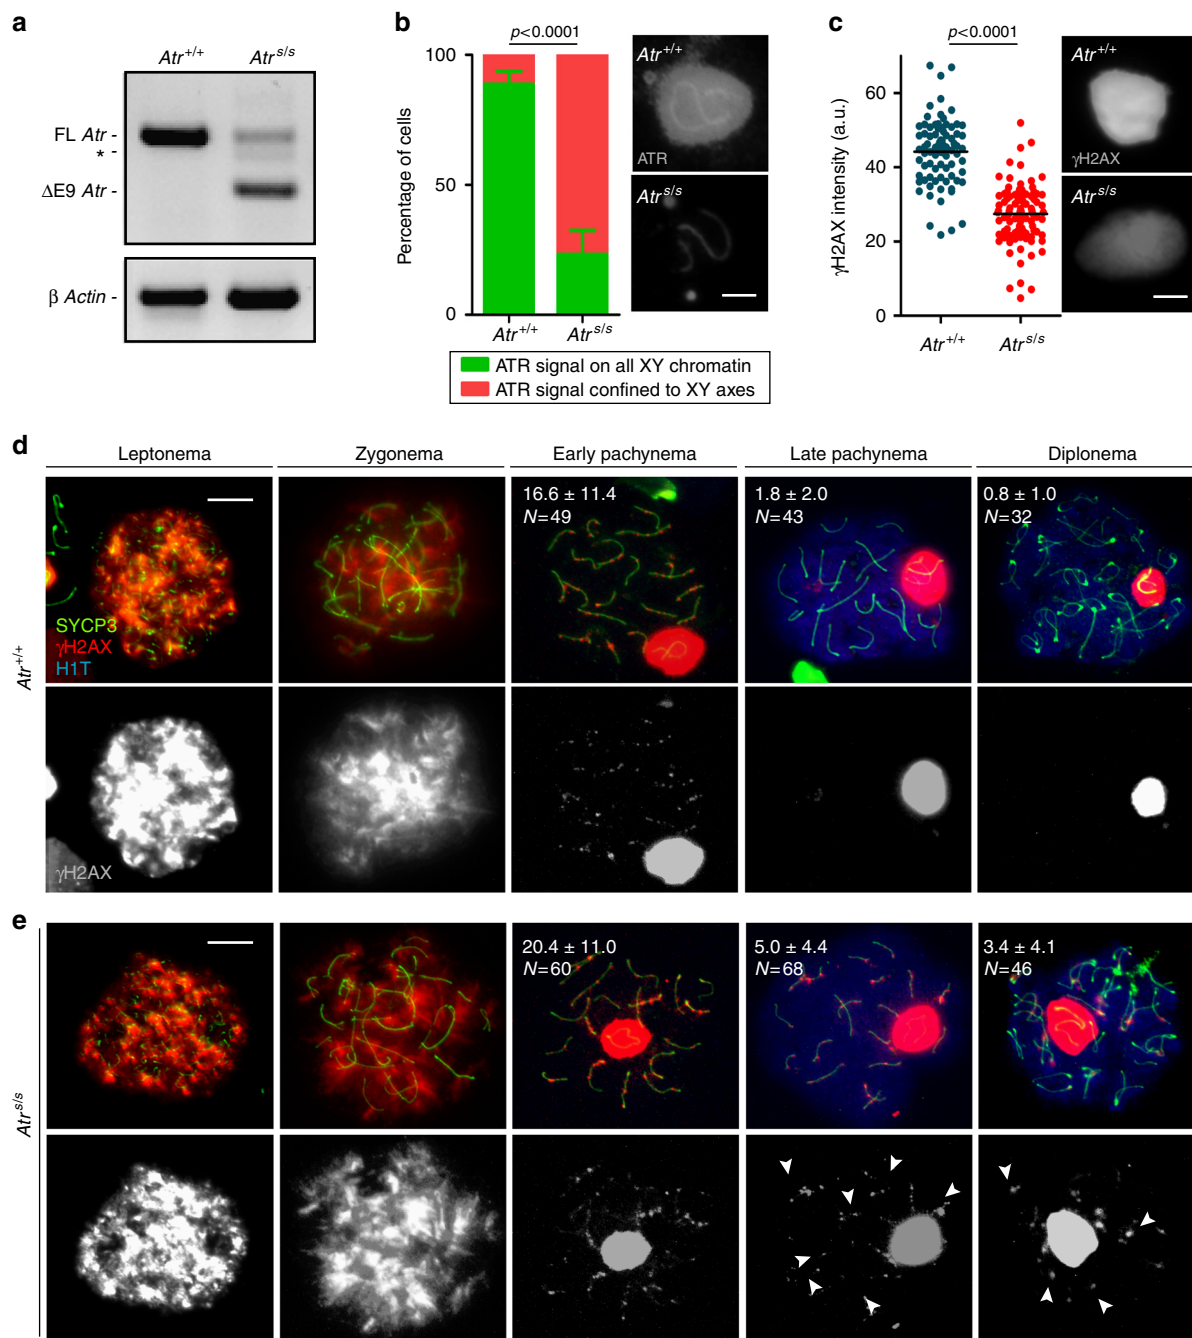 a
Atr+/+
Atrs/s
FL Atr -
* -
ΔE9 Atr -
β Actin -
b
p<0.0001
100
50
0
Percentage of cells
Atr+/+
Atrs/s
Atr+/+
ATR
Atrs/s
ATR signal on all XY chromatin
ATR signal confined to XY axes
c
p<0.0001
60
40
20
0
γH2AX intensity (a.u.)
Atr+/+
Atrs/s
Atr+/+
γH2AX
Atrs/s
d
Leptonema
Zygonema
Early pachynema
Late pachynema
Diplonema
Atr+/+
SYCP3
γH2AX
H1T
16.6 ± 11.4
N=49
1.8 ± 2.0
N=43
0.8 ± 1.0
N=32
γH2AX
e
Atrs/s
20.4 ± 11.0
N=60
5.0 ± 4.4
N=68
3.4 ± 4.1
N=46